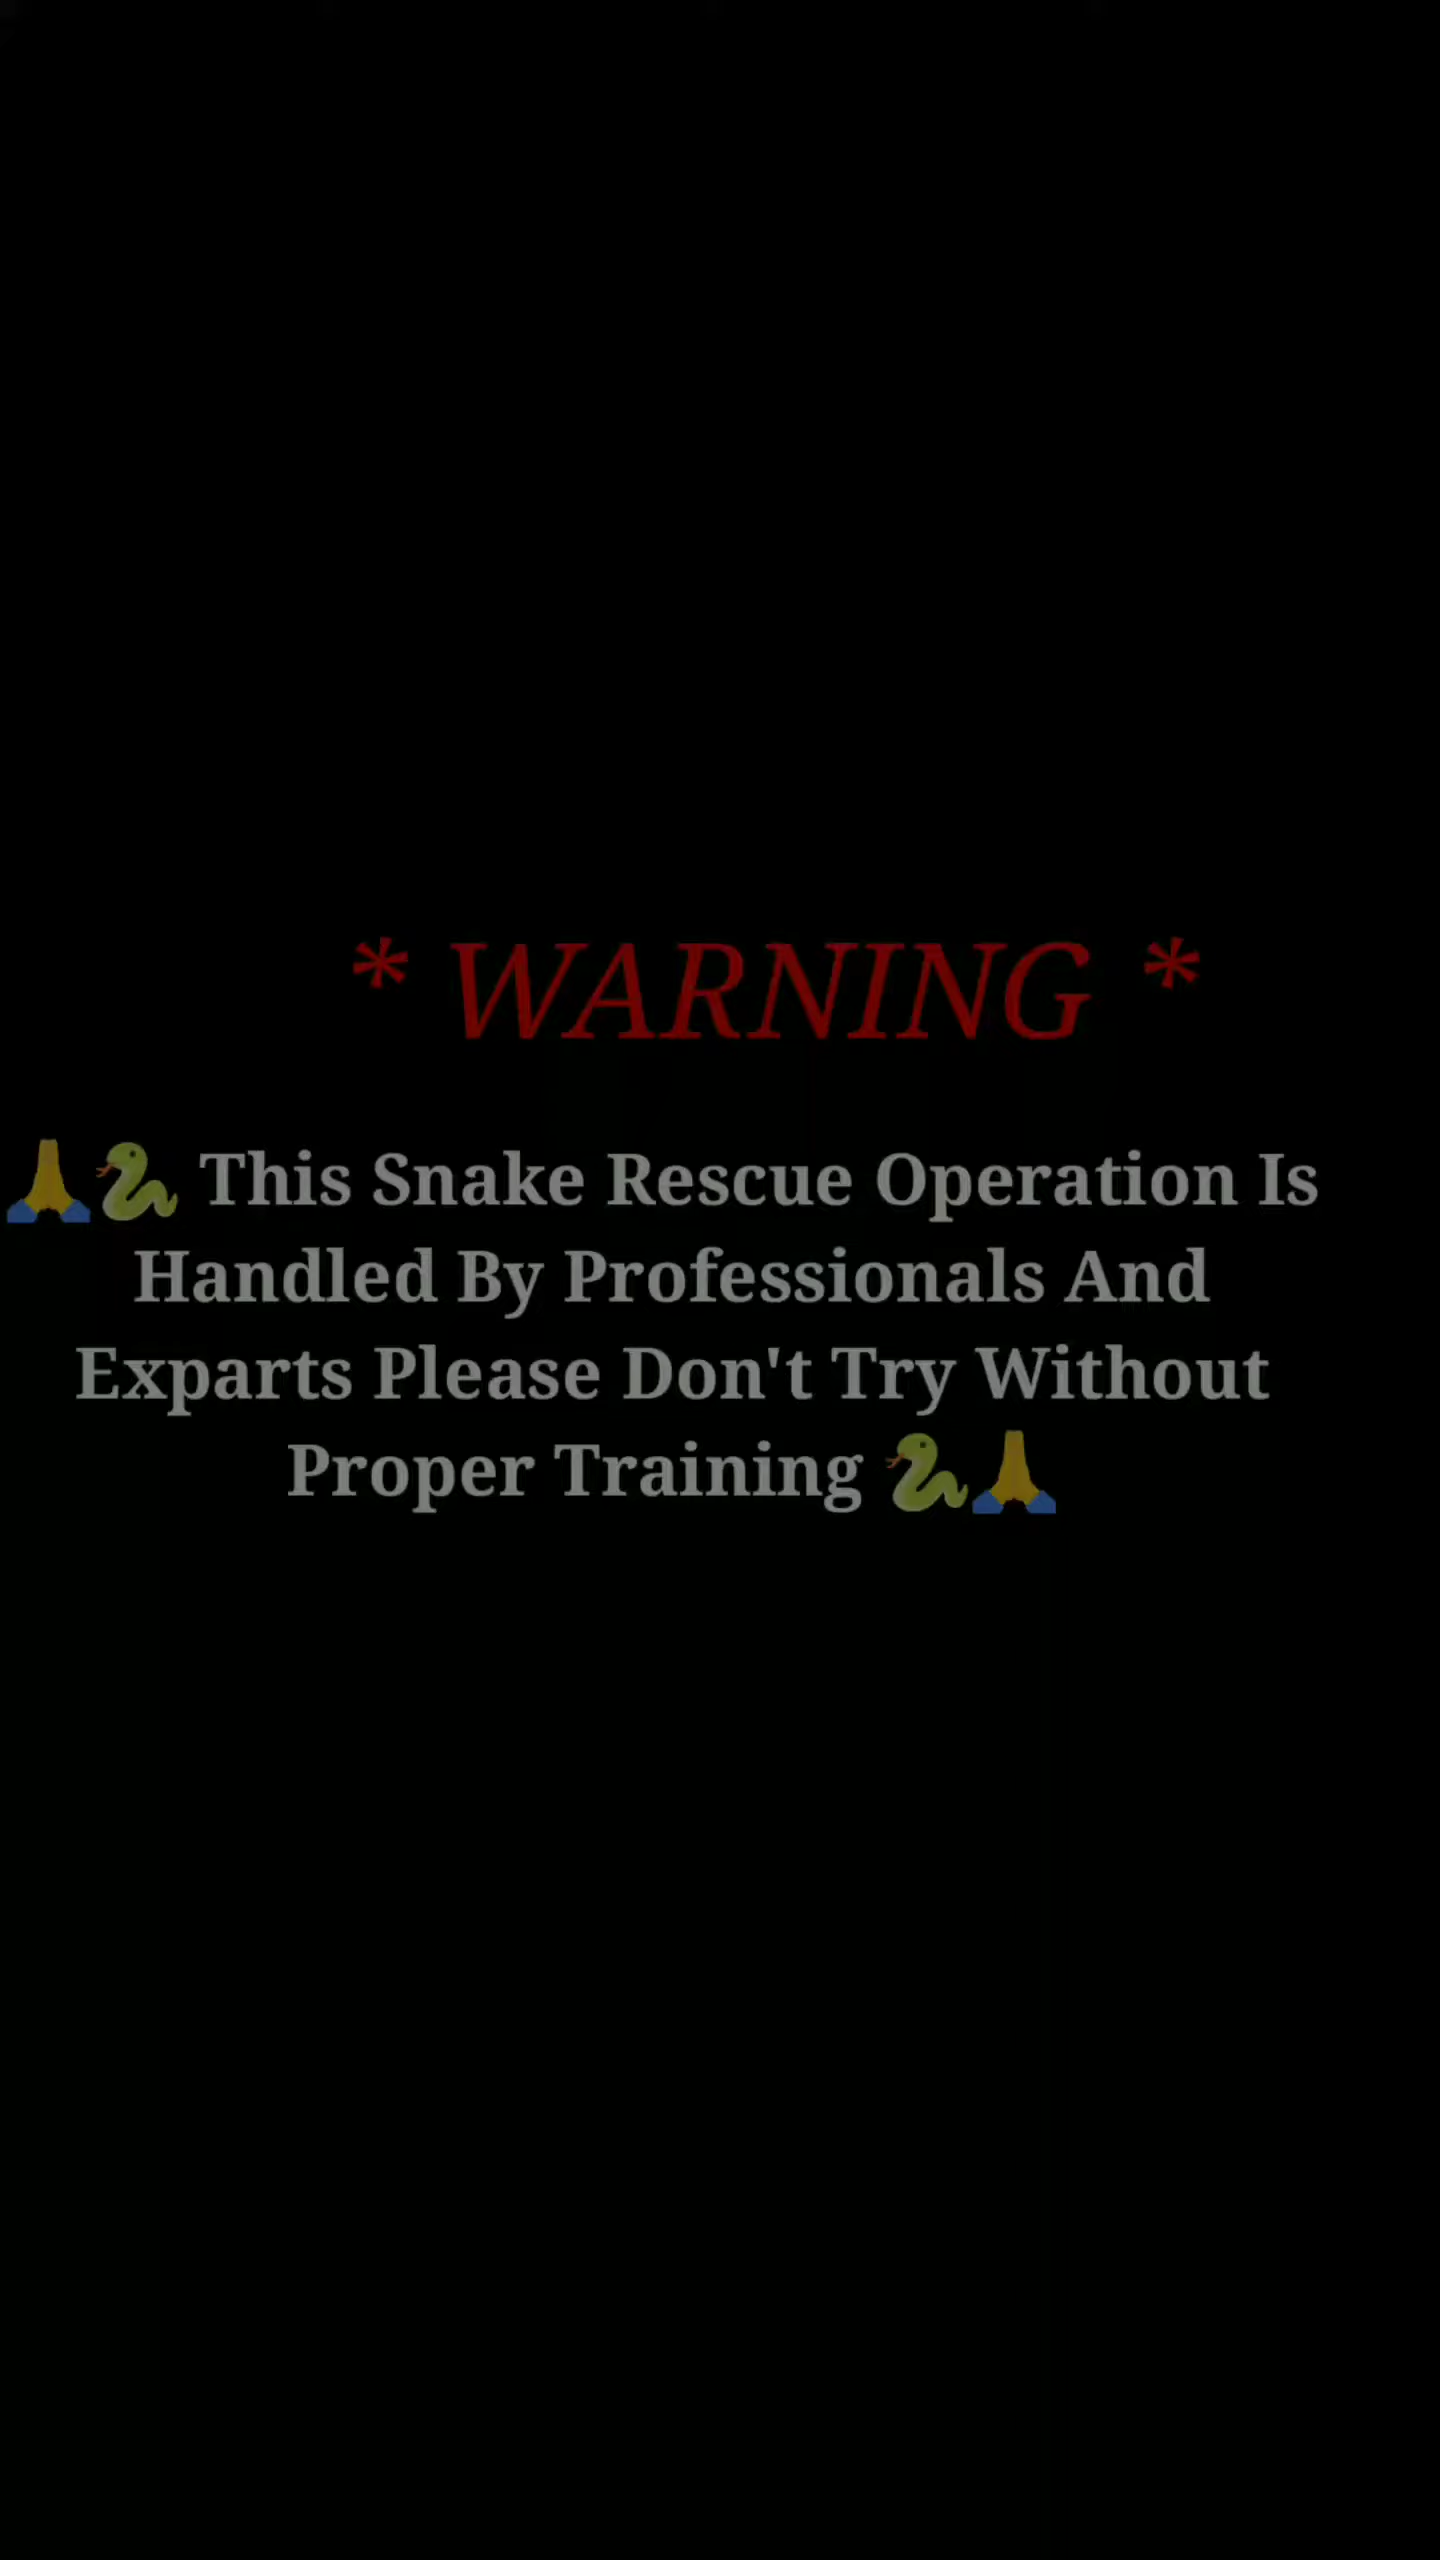 * WARNING *
🙏🐍 This Snake Rescue Operation Is
Handled By Professionals And
Exparts Please Don't Try Without
Proper Training 🐍🙏